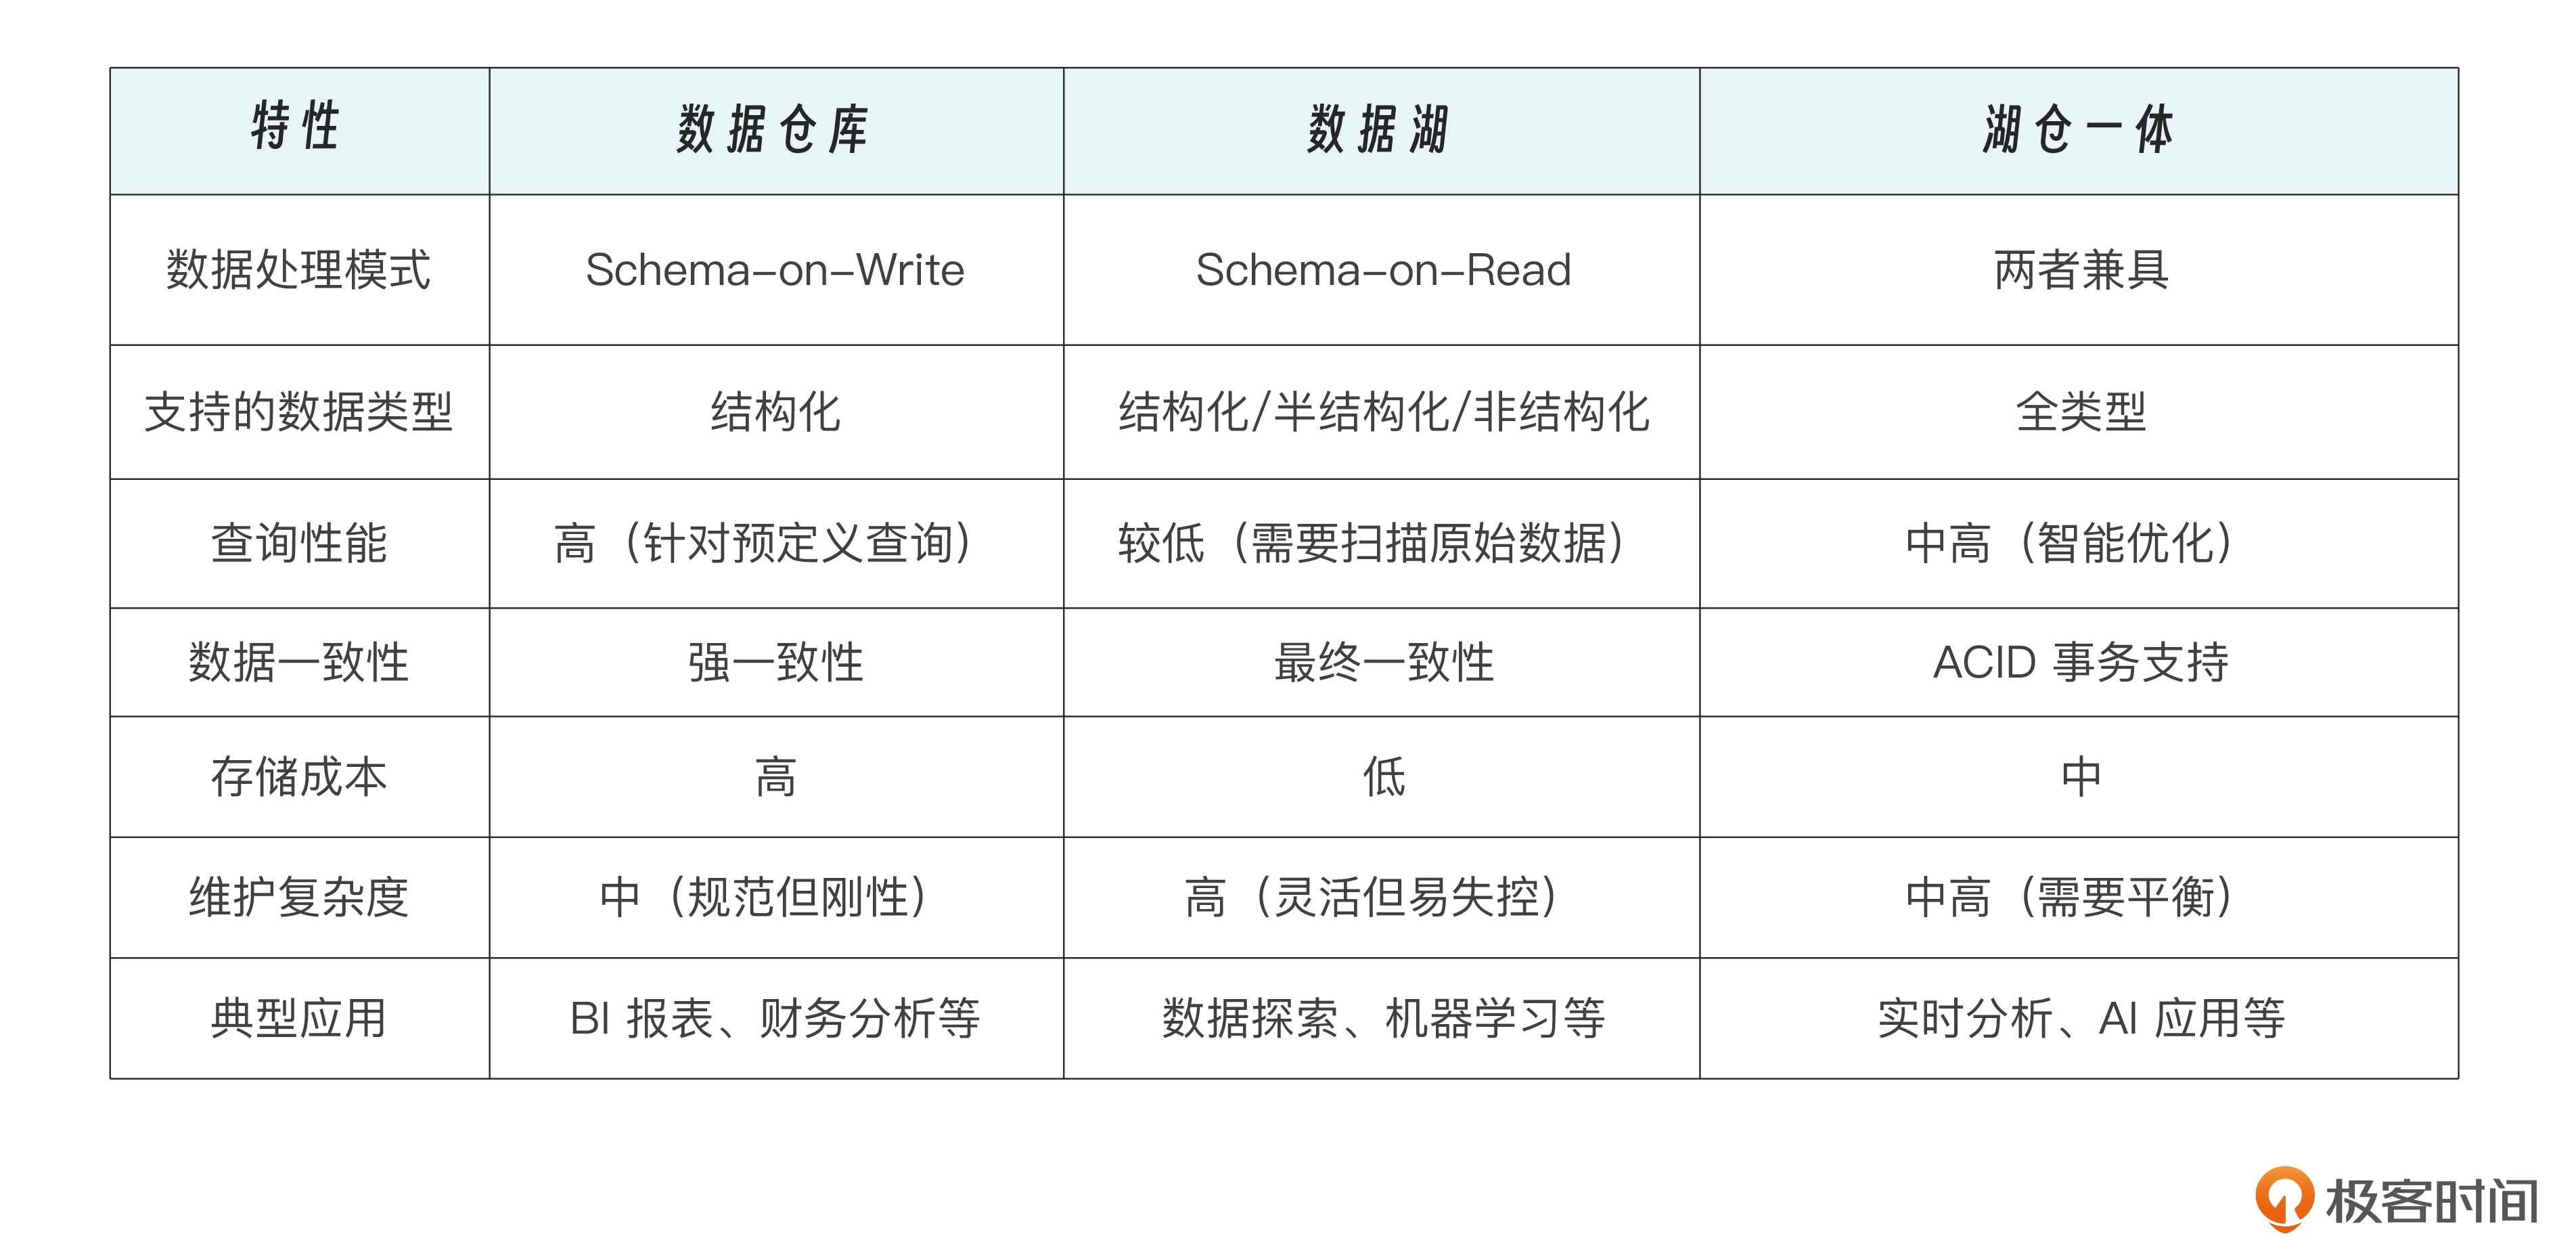 特性 数据仓库 数据湖 湖仓一体
数据处理模式 Schema-on-Write Schema-on-Read 两者兼具
支持的数据类型 结构化 结构化/半结构化/非结构化 全类型
查询性能 高（针对预定义查询） 较低（需要扫描原始数据） 中高（智能优化）
数据一致性 强一致性 最终一致性 ACID 事务支持
存储成本 高 低 中
维护复杂度 中（规范但刚性） 高（灵活但易失控） 中高（需要平衡）
典型应用 BI 报表、财务分析等 数据探索、机器学习等 实时分析、AI 应用等
极客时间